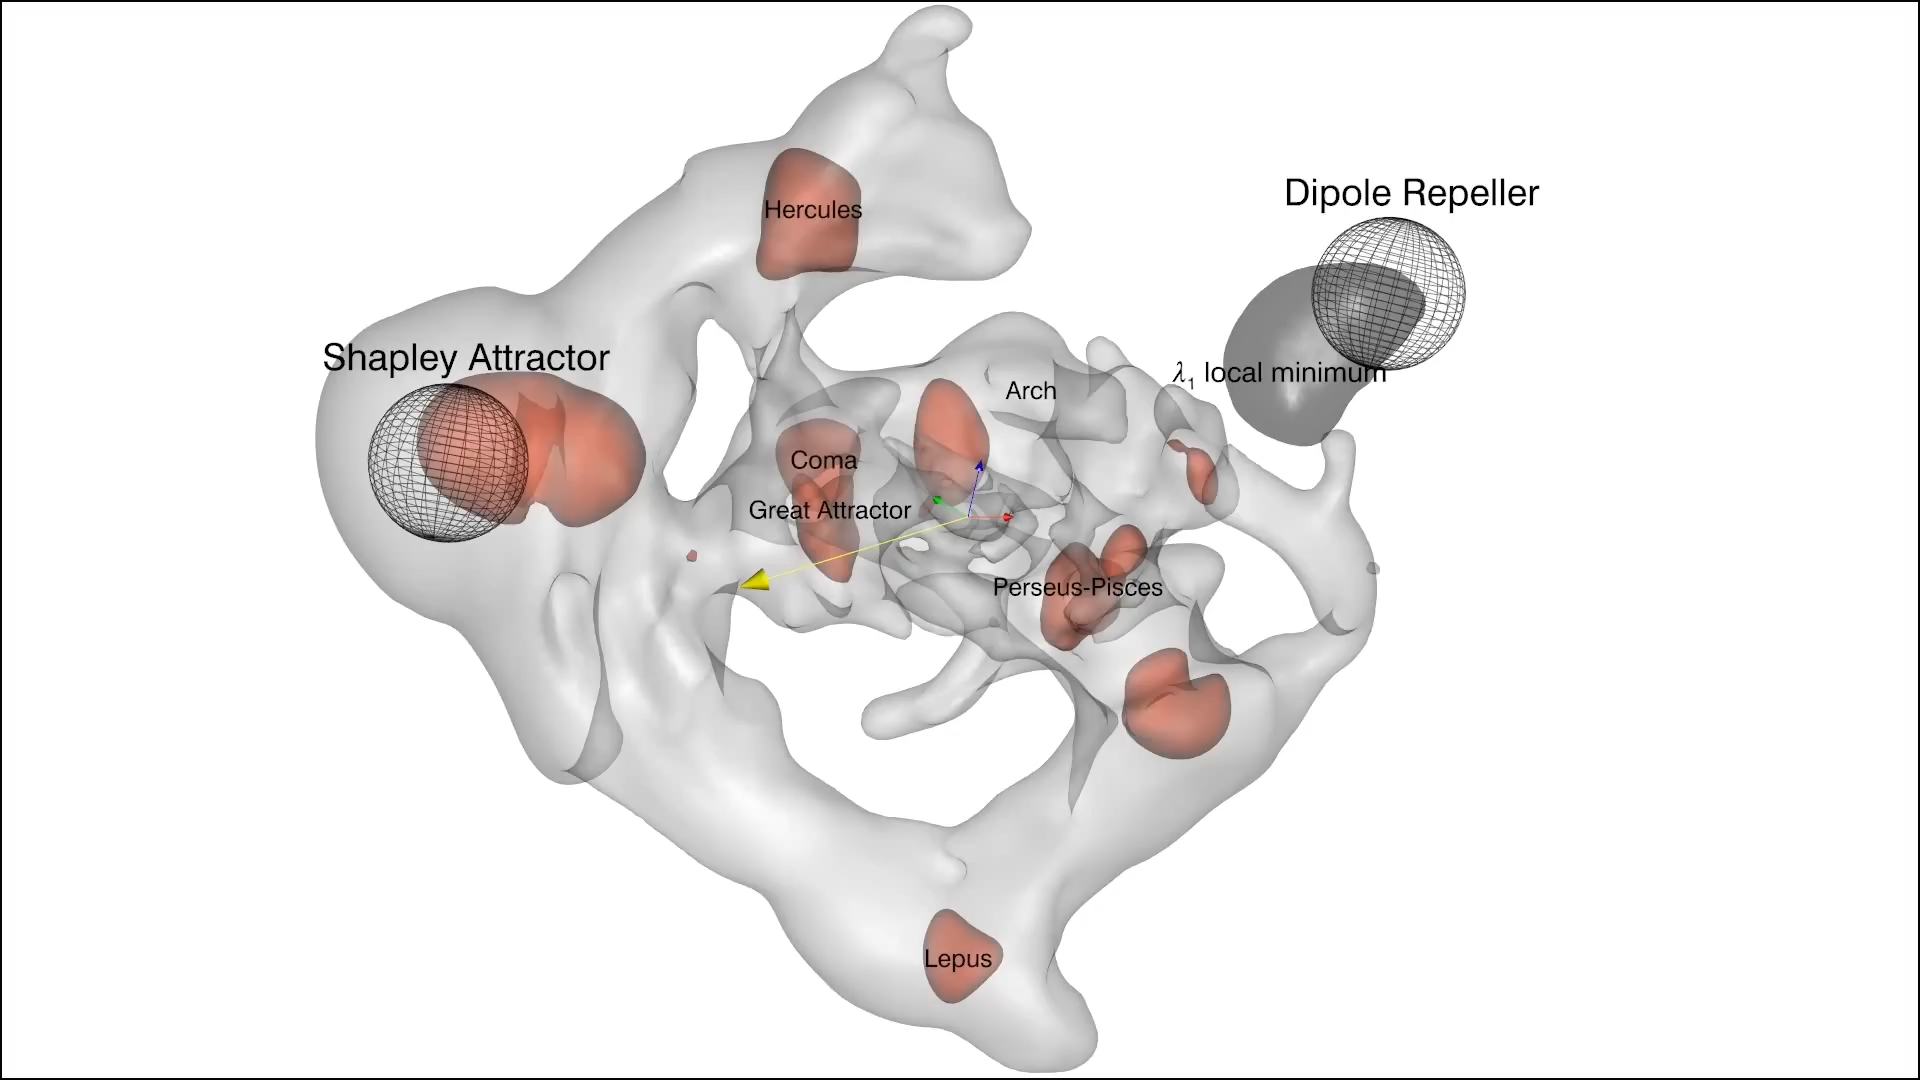 Dipole Repeller
Hercules
Shapley Attractor
λ₁ local minimum
Arch
Coma
Great Attractor
Perseus-Pisces
Lepus